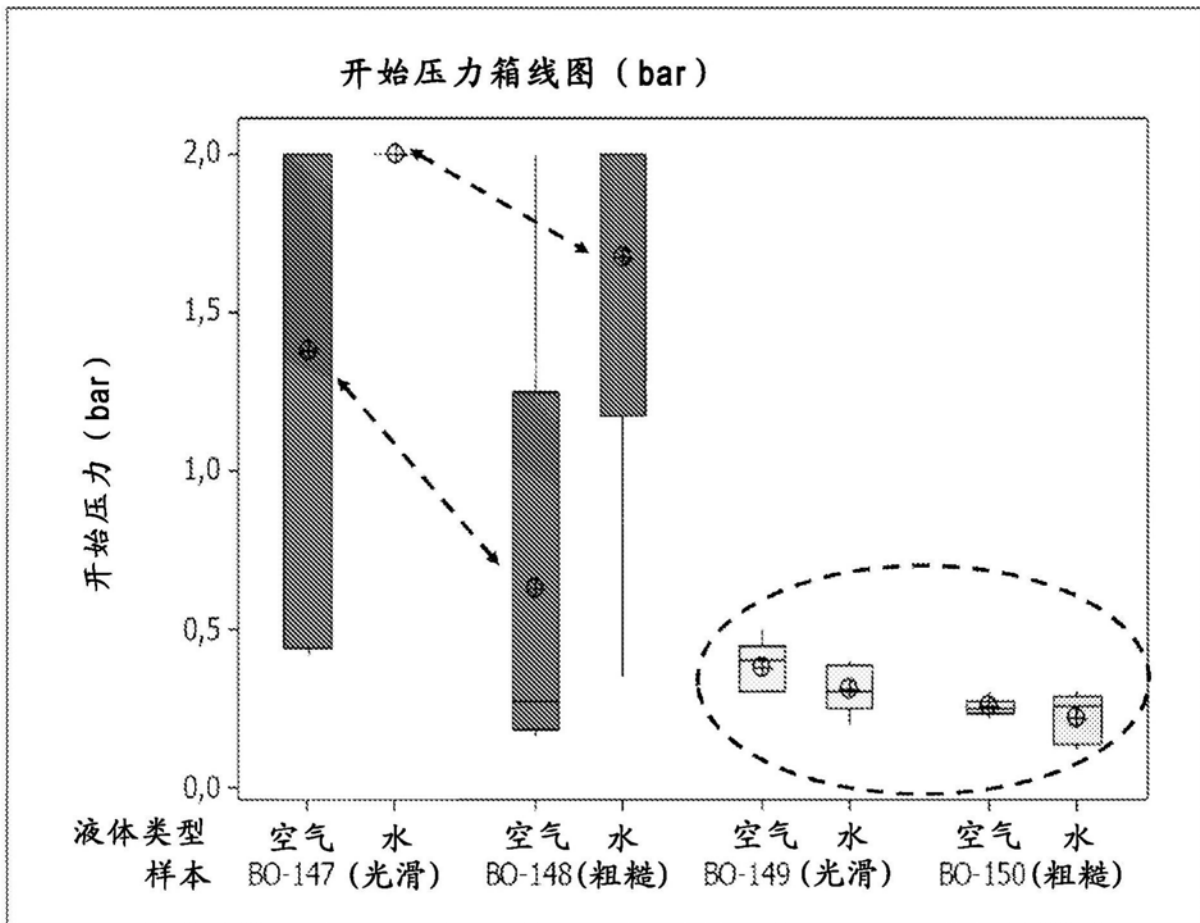 开始压力箱线图 (bar)
开始压力 (bar)
2,0
1,5
1,0
0,5
0,0
液体类型 空气 水 空气 水 空气 水 空气 水
样本 BO-147 (光滑) BO-148 (粗糙) BO-149 (光滑) BO-150 (粗糙)